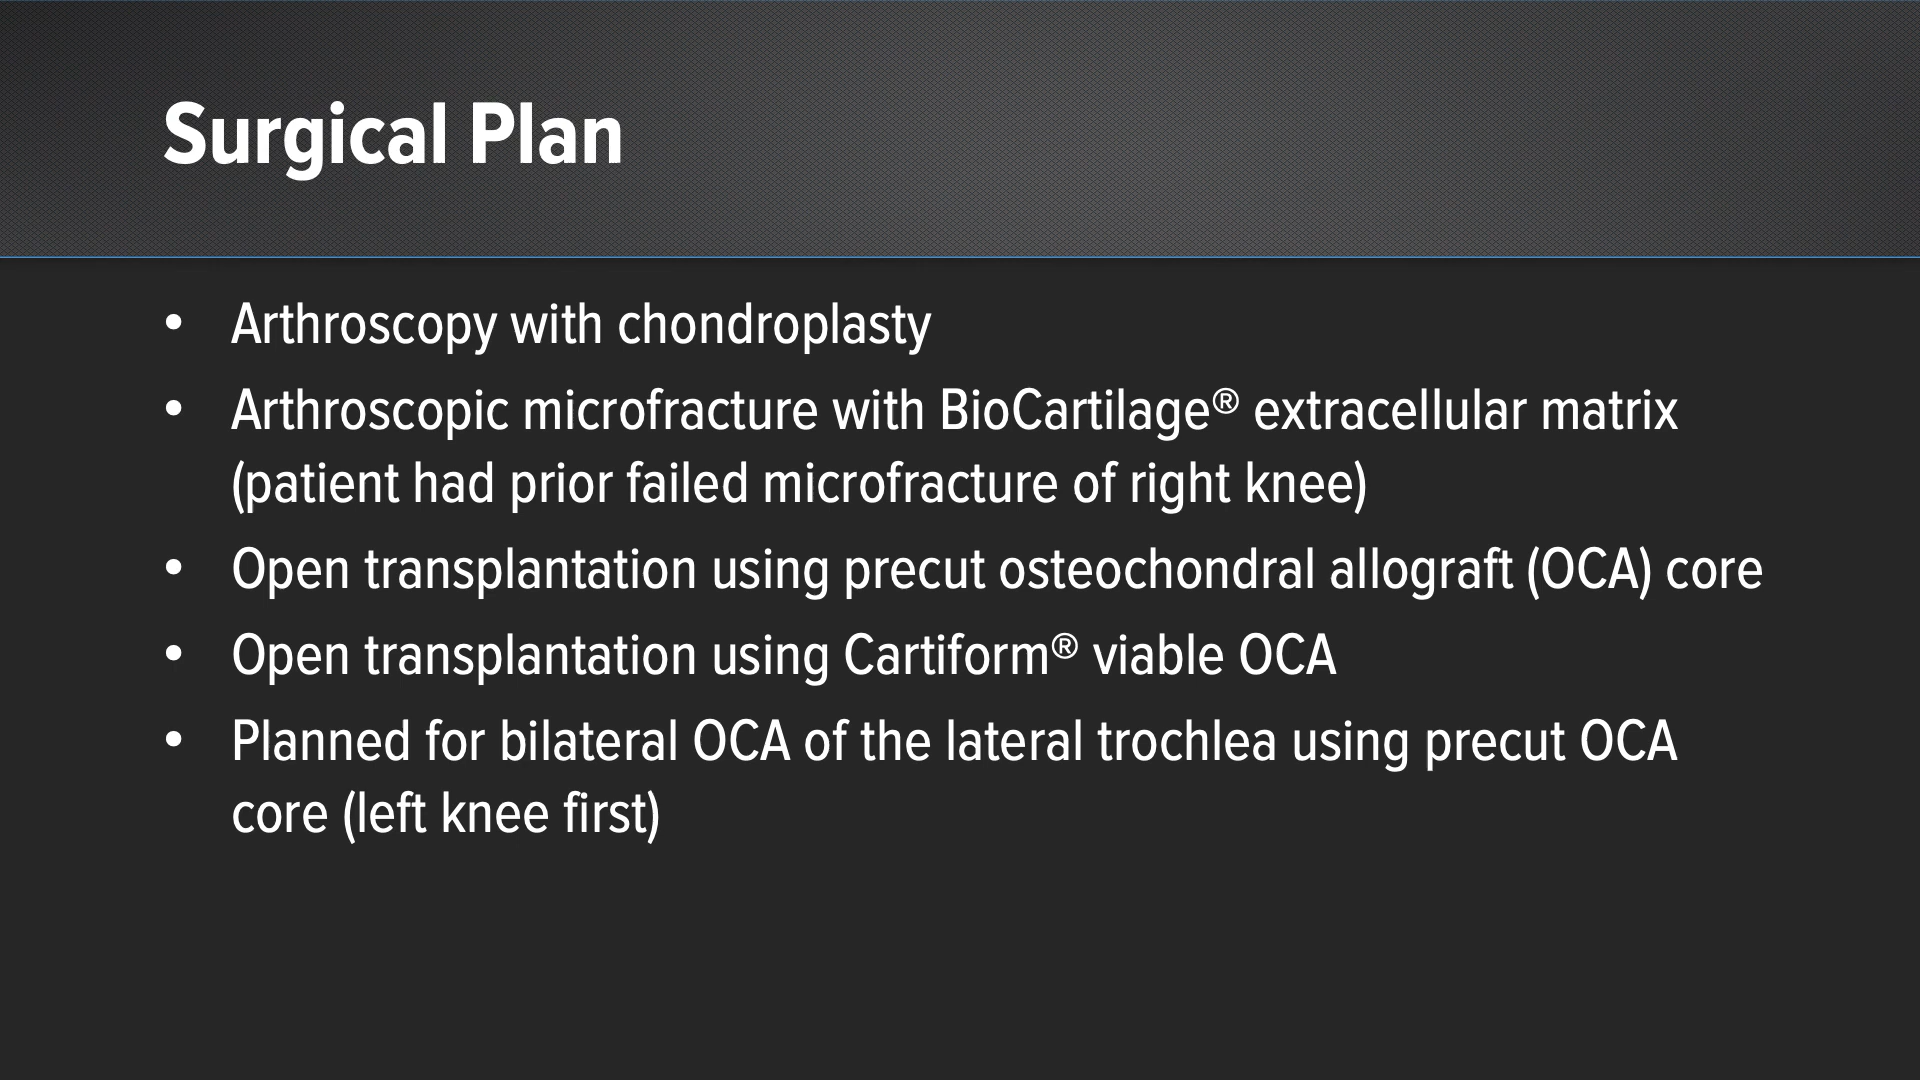 Surgical Plan
• Arthroscopy with chondroplasty
• Arthroscopic microfracture with BioCartilage® extracellular matrix
(patient had prior failed microfracture of right knee)
• Open transplantation using precut osteochondral allograft (OCA) core
• Open transplantation using Cartiform® viable OCA
• Planned for bilateral OCA of the lateral trochlea using precut OCA
core (left knee first)